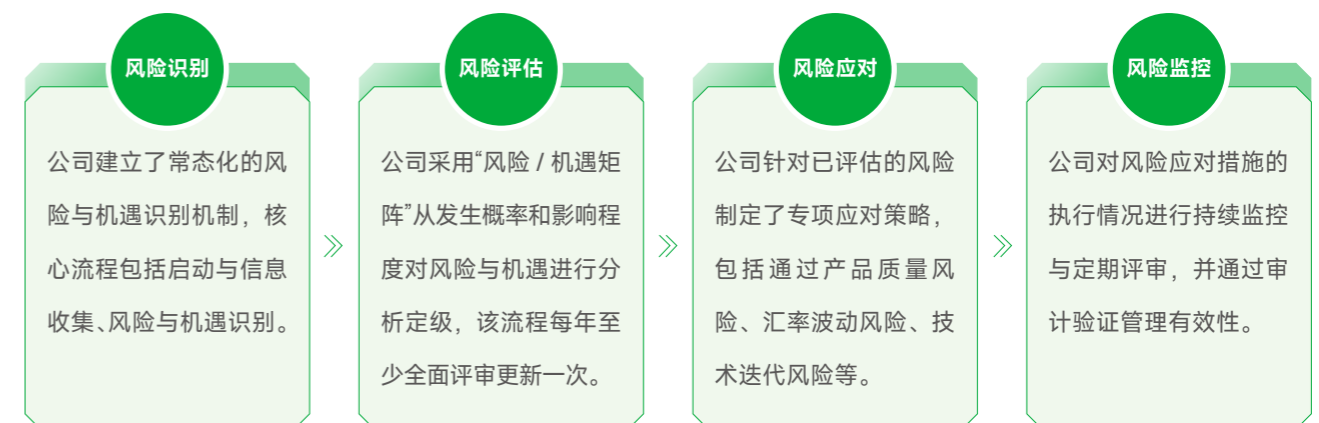 风险识别
公司建立了常态化的风
险与机遇识别机制，核
心流程包括启动与信息
收集、风险与机遇识别。
风险评估
公司采用“风险 / 机遇矩
阵”从发生概率和影响程
度对风险与机遇进行分
析定级，该流程每年至
少全面评审更新一次。
风险应对
公司针对已评估的风险
制定了专项应对策略，
包括通过产品质量风
险、汇率波动风险、技
术迭代风险等。
风险监控
公司对风险应对措施的
执行情况进行持续监控
与定期评审，并通过审
计验证管理有效性。